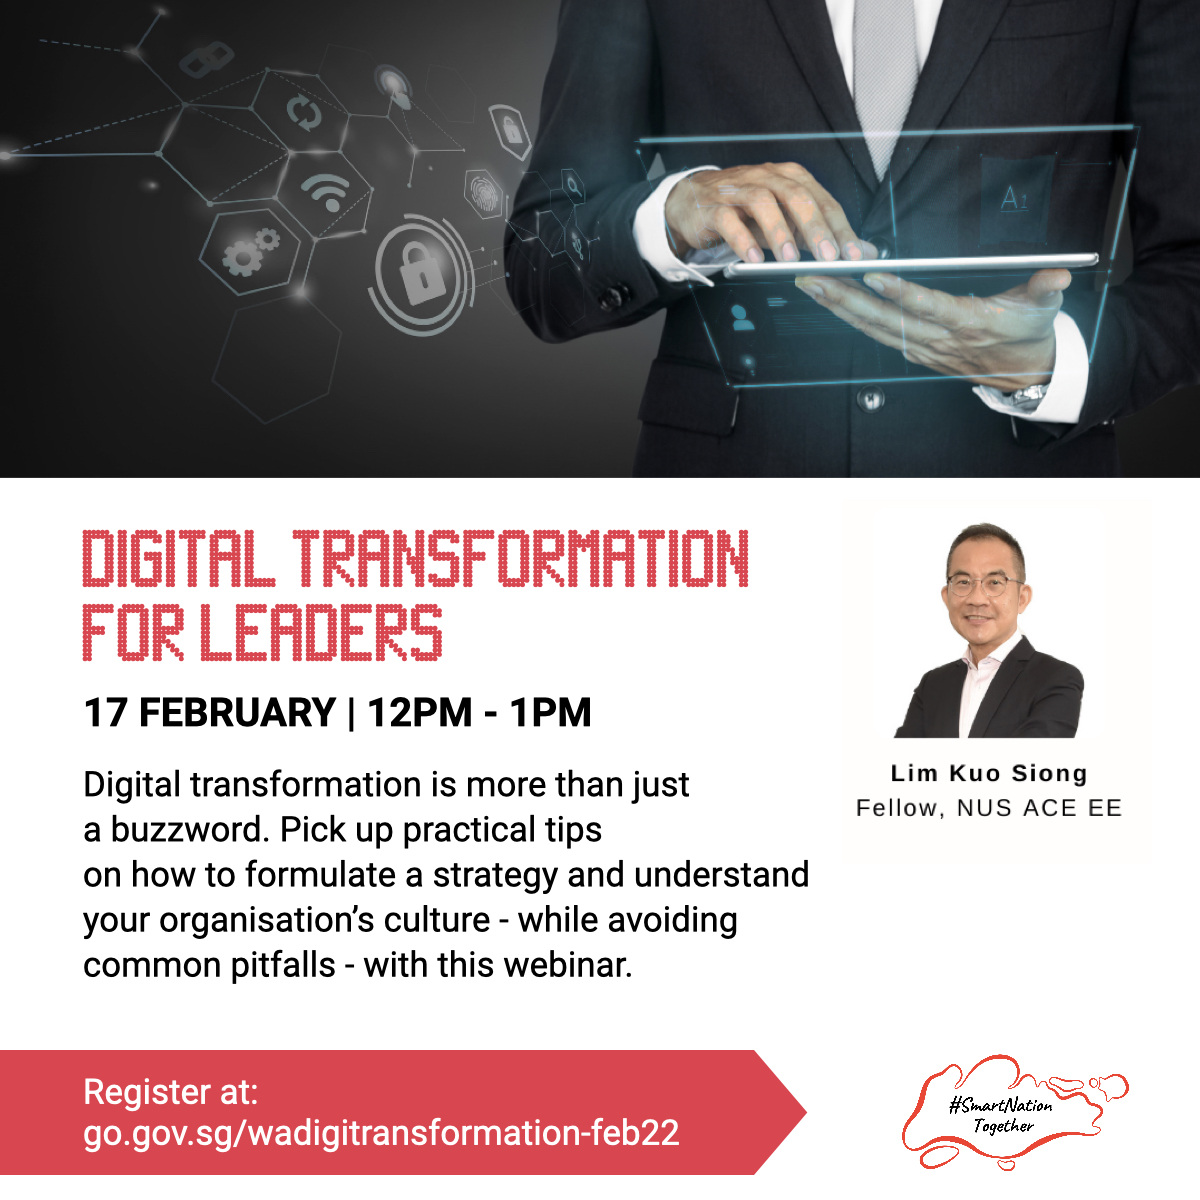 A1
DIGITAL TRANSFORMATION
FOR LEADERS
17 FEBRUARY | 12PM - 1PM
Digital transformation is more than just
a buzzword. Pick up practical tips
on how to formulate a strategy and understand
your organisation’s culture - while avoiding
common pitfalls - with this webinar.
Lim Kuo Siong
Fellow, NUS ACE EE
Register at:
go.gov.sg/wadigitransformation-feb22
#SmartNation
Together